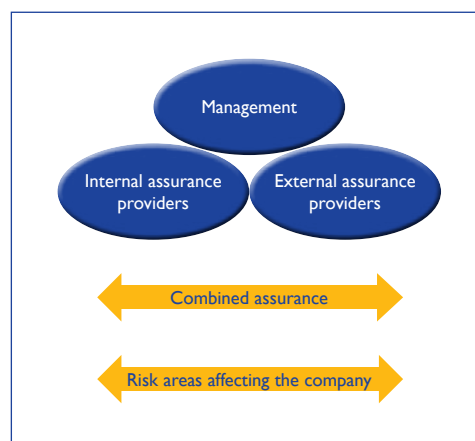 Management
Internal assurance
providers
External assurance
providers
Combined assurance
Risk areas affecting the company